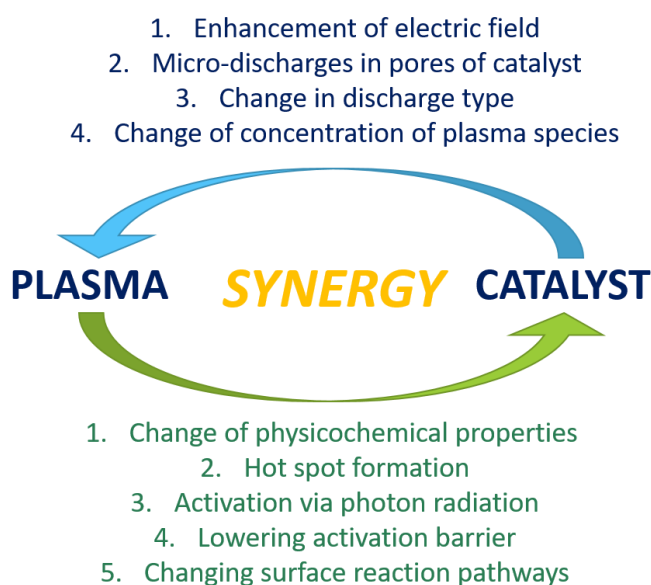 1. Enhancement of electric field
2. Micro-discharges in pores of catalyst
3. Change in discharge type
4. Change of concentration of plasma species
PLASMA SYNERGY CATALYST
1. Change of physicochemical properties
2. Hot spot formation
3. Activation via photon radiation
4. Lowering activation barrier
5. Changing surface reaction pathways